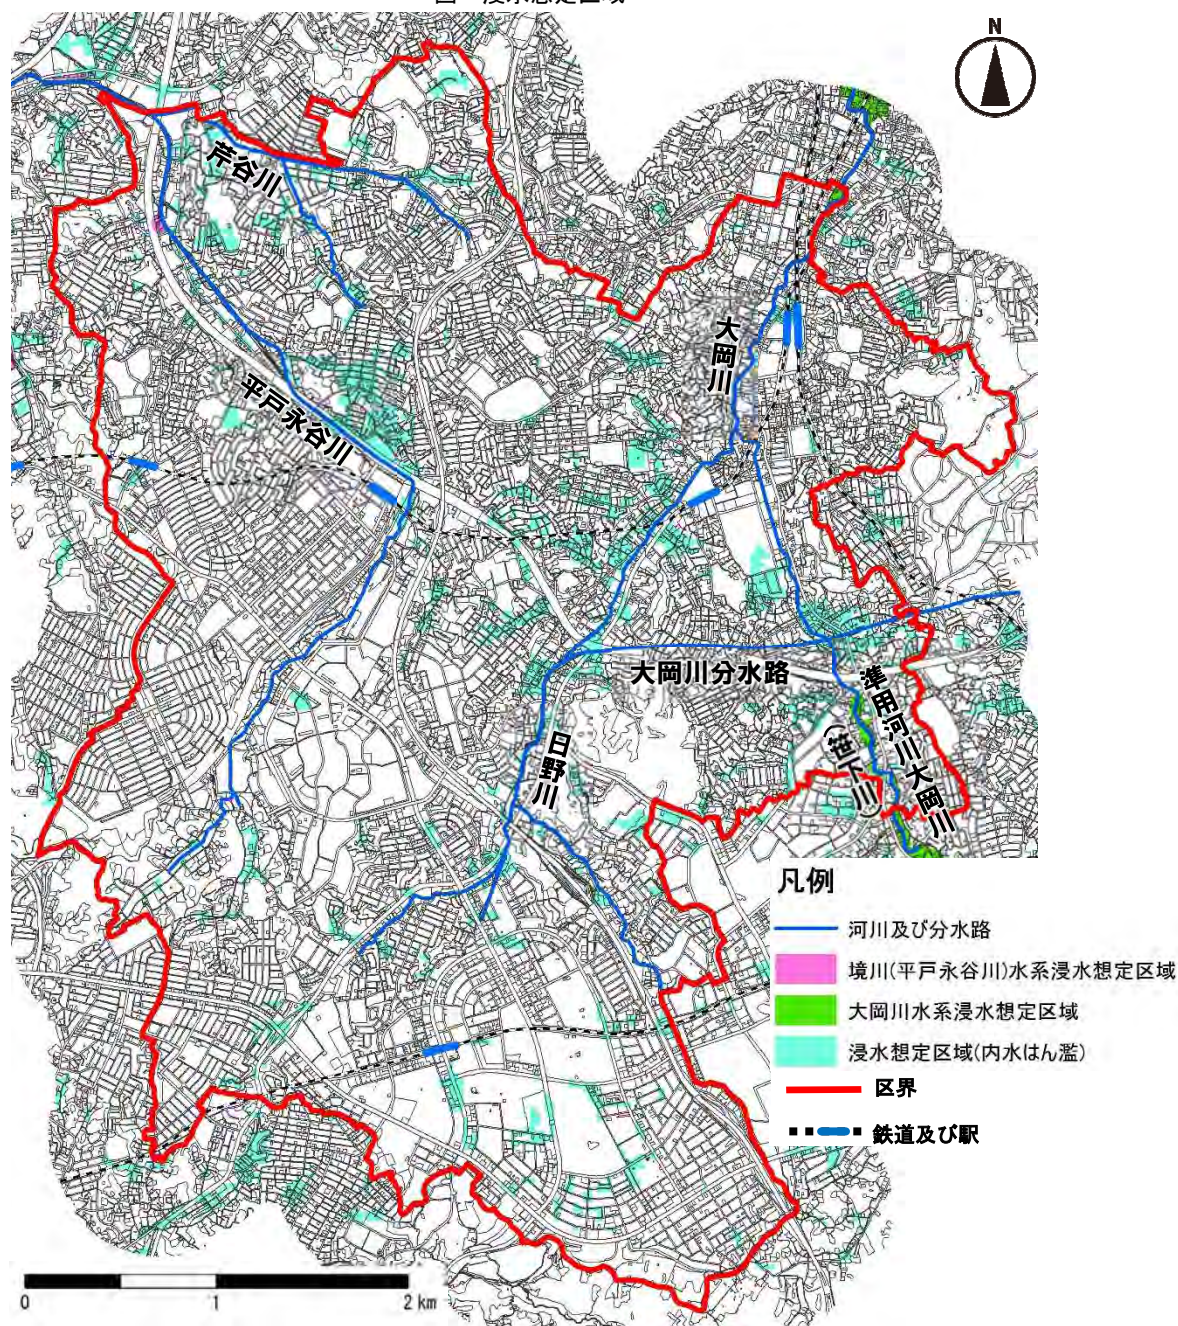 N
芹谷川
大岡川
平戸永谷川
大岡川分水路
日野川
準用河川大岡川
(笹下川)
凡例
河川及び分水路
境川(平戸永谷川)水系浸水想定区域
大岡川水系浸水想定区域
浸水想定区域(内水はん濫)
区界
鉄道及び駅
0 1 2 km